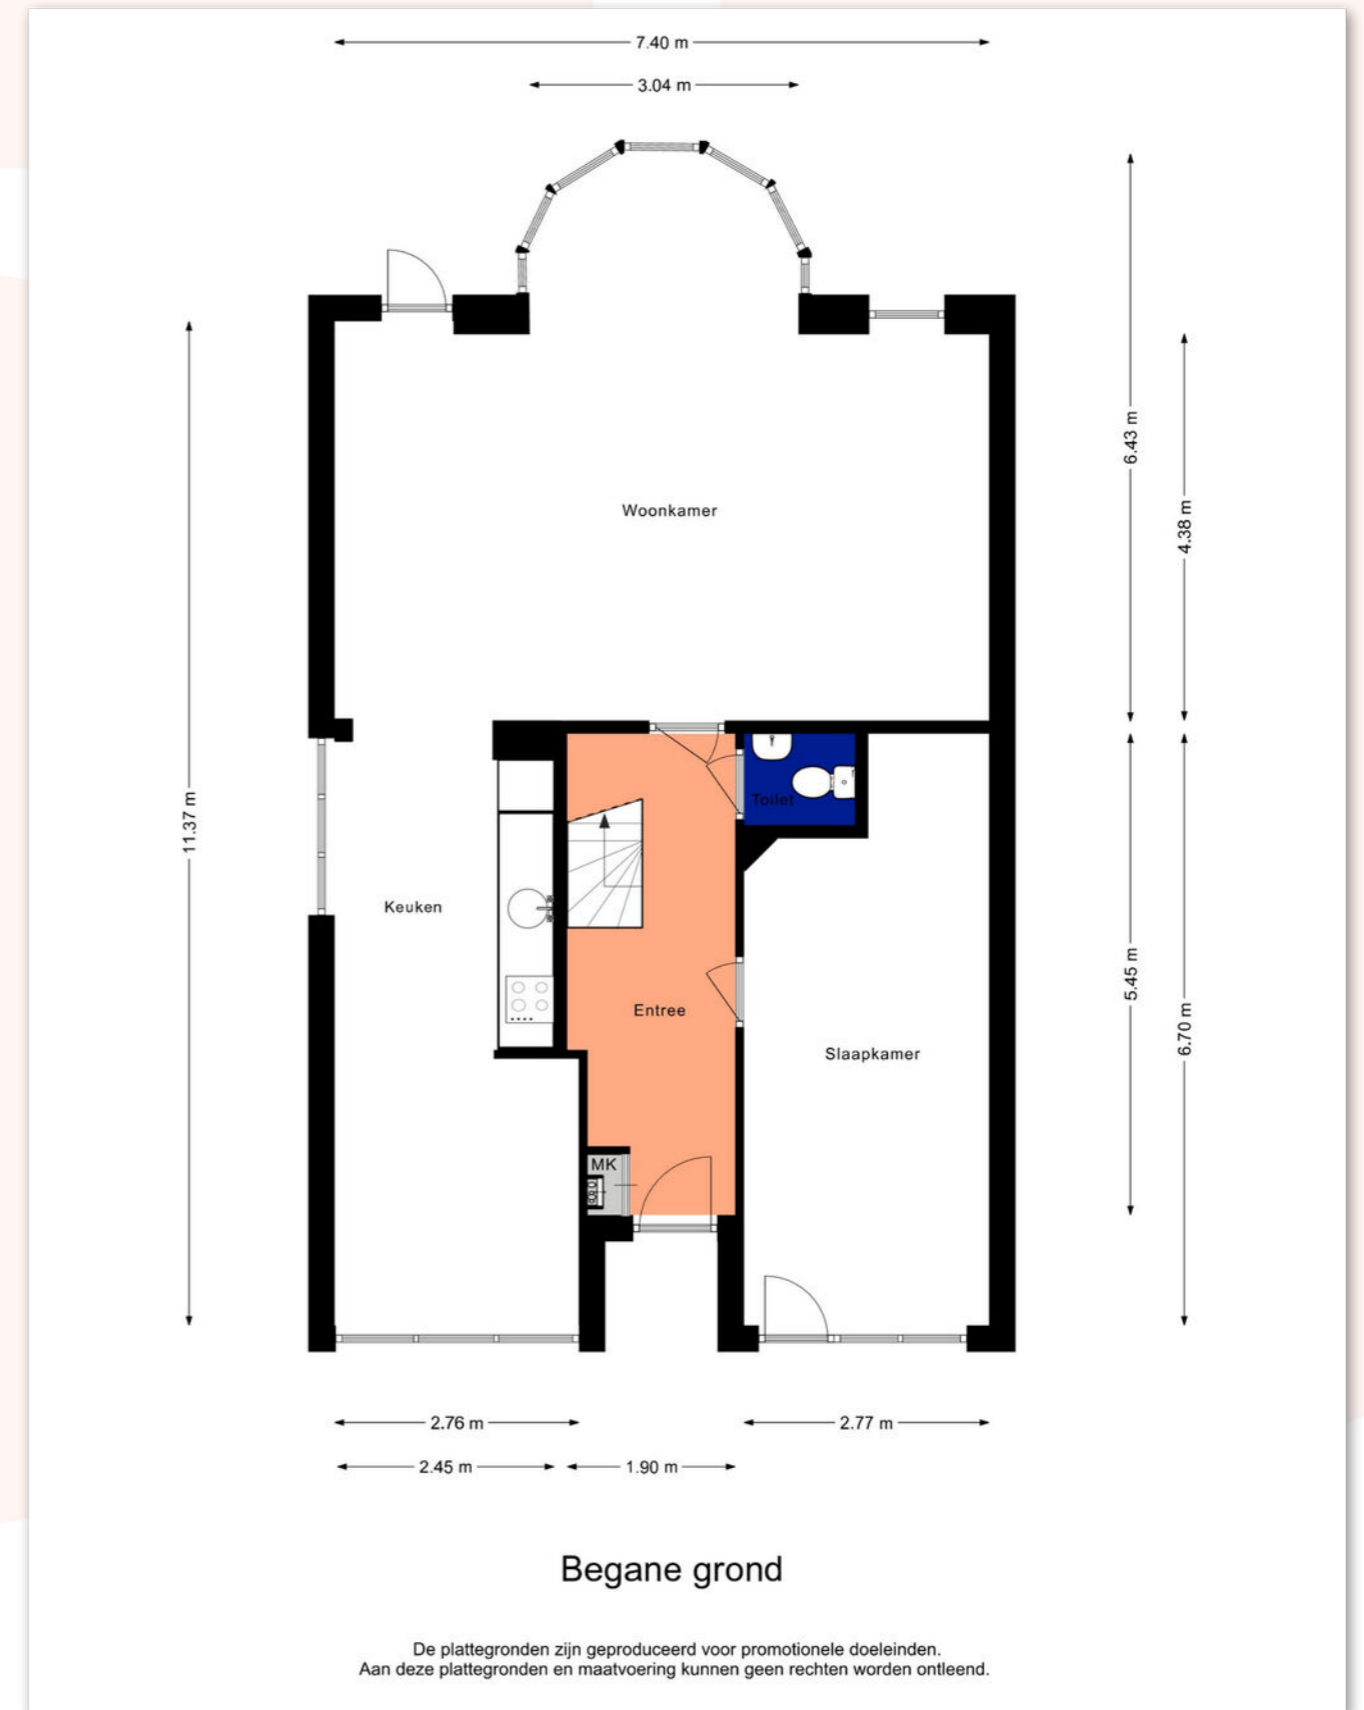 7.40 m
3.04 m
6.43 m
4.38 m
Woonkamer
11.37 m
Toilet
Keuken
5.45 m
Entree
6.70 m
Slaapkamer
MK
2.76 m
2.77 m
2.45 m
1.90 m
Begane grond
De plattegronden zijn geproduceerd voor promotionele doeleinden.
Aan deze plattegronden en maatvoering kunnen geen rechten worden ontleend.